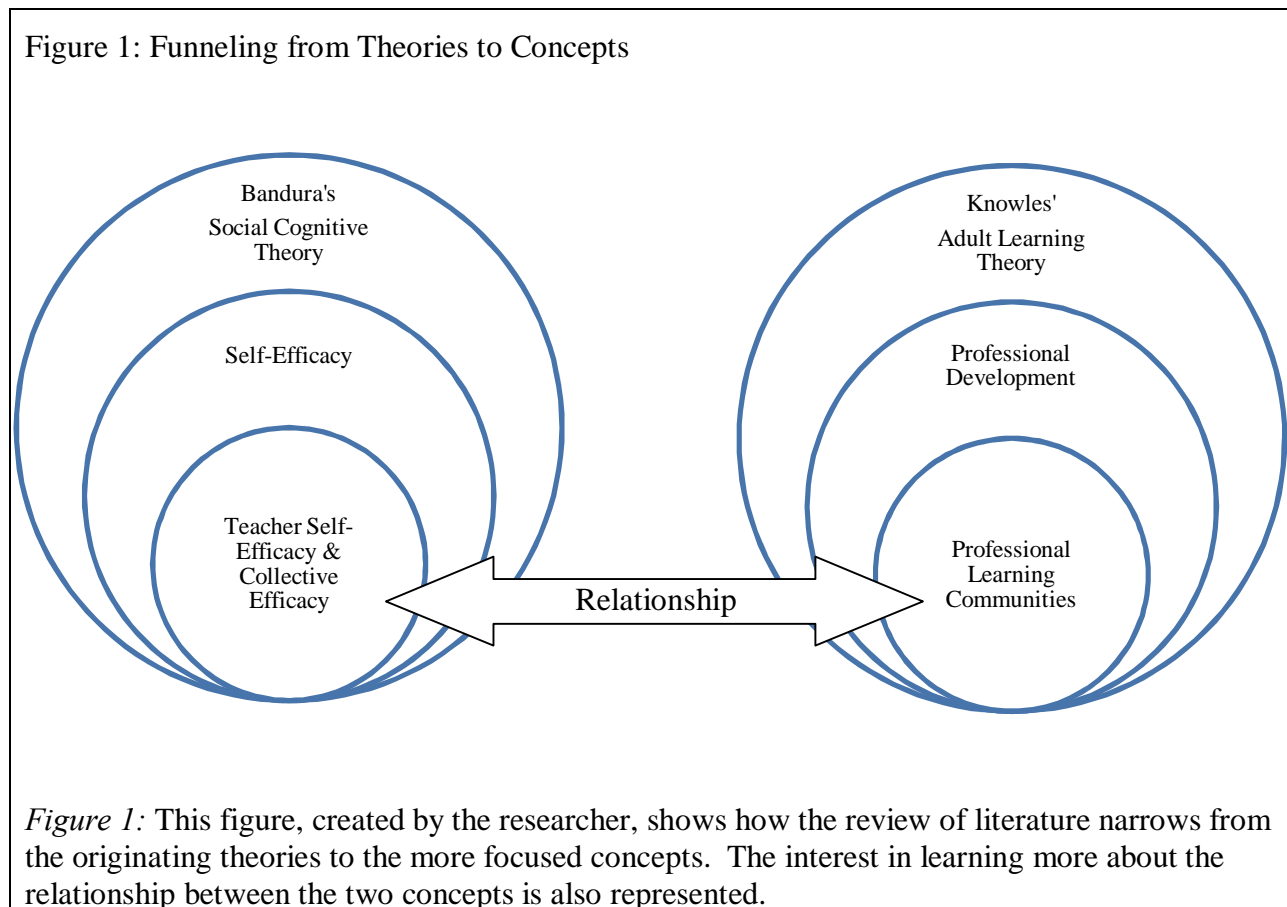 Figure 1: Funneling from Theories to Concepts
Bandura's
Social Cognitive
Theory
Self-Efficacy
Teacher Self-
Efficacy &
Collective
Efficacy
Relationship
Knowles'
Adult Learning
Theory
Professional
Development
Professional
Learning
Communities
Figure 1: This figure, created by the researcher, shows how the review of literature narrows from
the originating theories to the more focused concepts.  The interest in learning more about the
relationship between the two concepts is also represented.